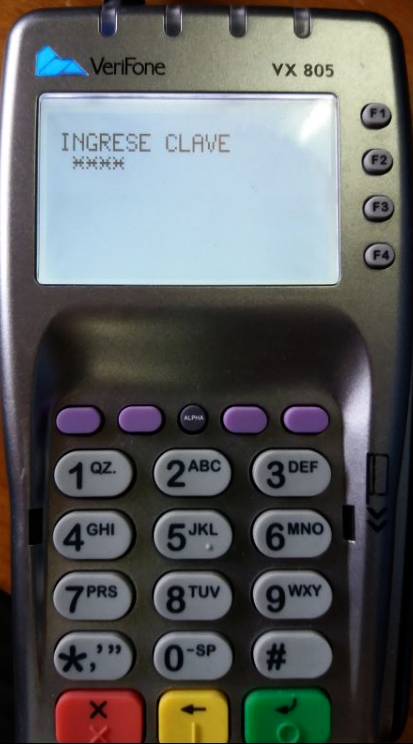 VeriFone
VX 805
F1
INGRESE CLAVE
****
F2
F3
F4
ALPHA
1 QZ.
2 ABC
3 DEF
4 GHI
5 JKL
6 MNO
7 PRS
8 TUV
9 WXY
*,'"
0 -SP
#